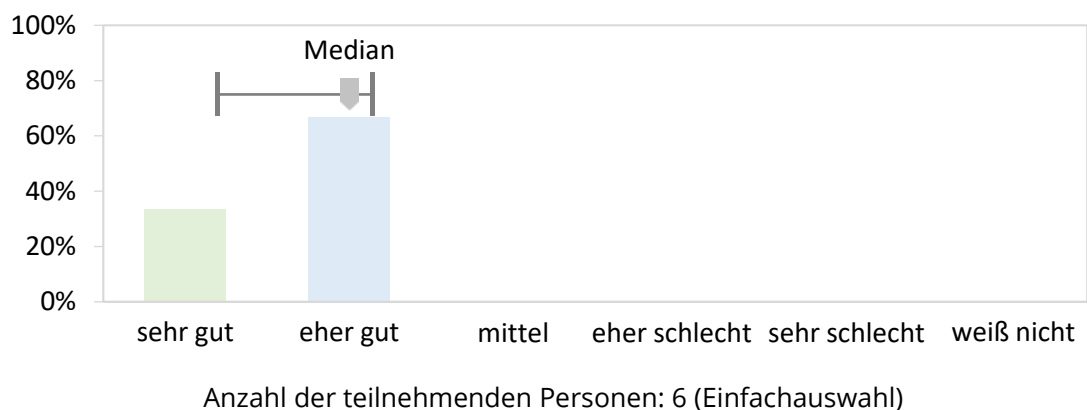 100%
Median
80%
60%
40%
20%
0%
sehr gut eher gut mittel eher schlecht sehr schlecht weiß nicht
Anzahl der teilnehmenden Personen: 6 (Einfachauswahl)